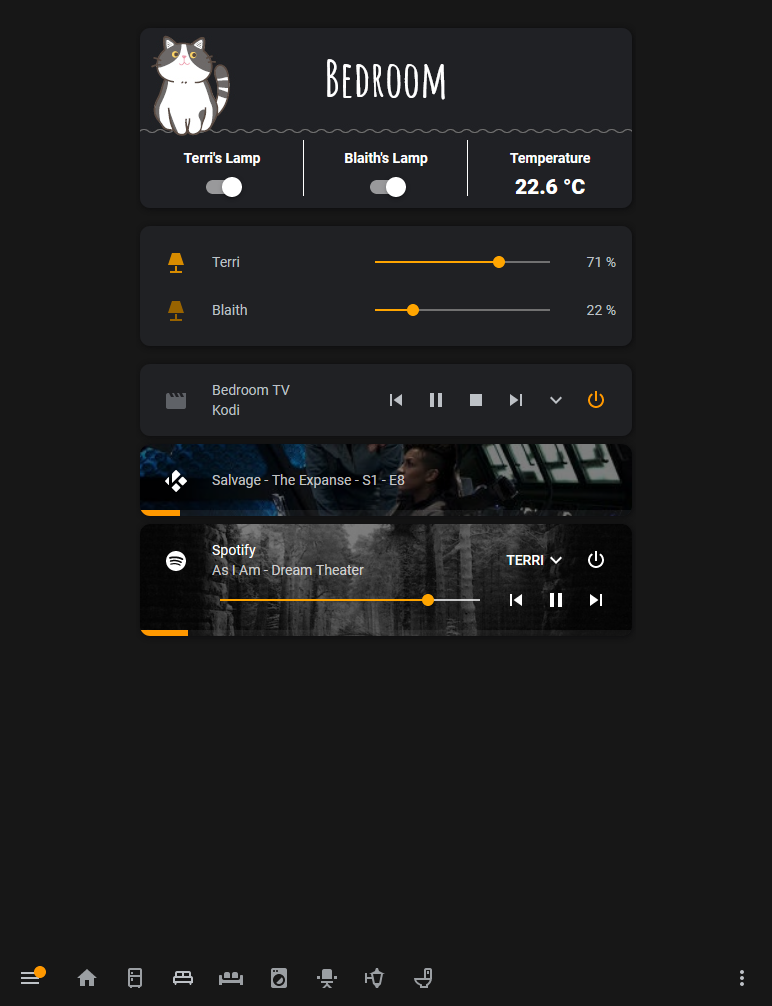 Bedroom
Terri's Lamp
Blaith's Lamp
Temperature
22.6 °C
Terri
71 %
Blaith
22 %
Bedroom TV
Kodi
Salvage - The Expanse - S1 - E8
Spotify
As I Am - Dream Theater
TERRI